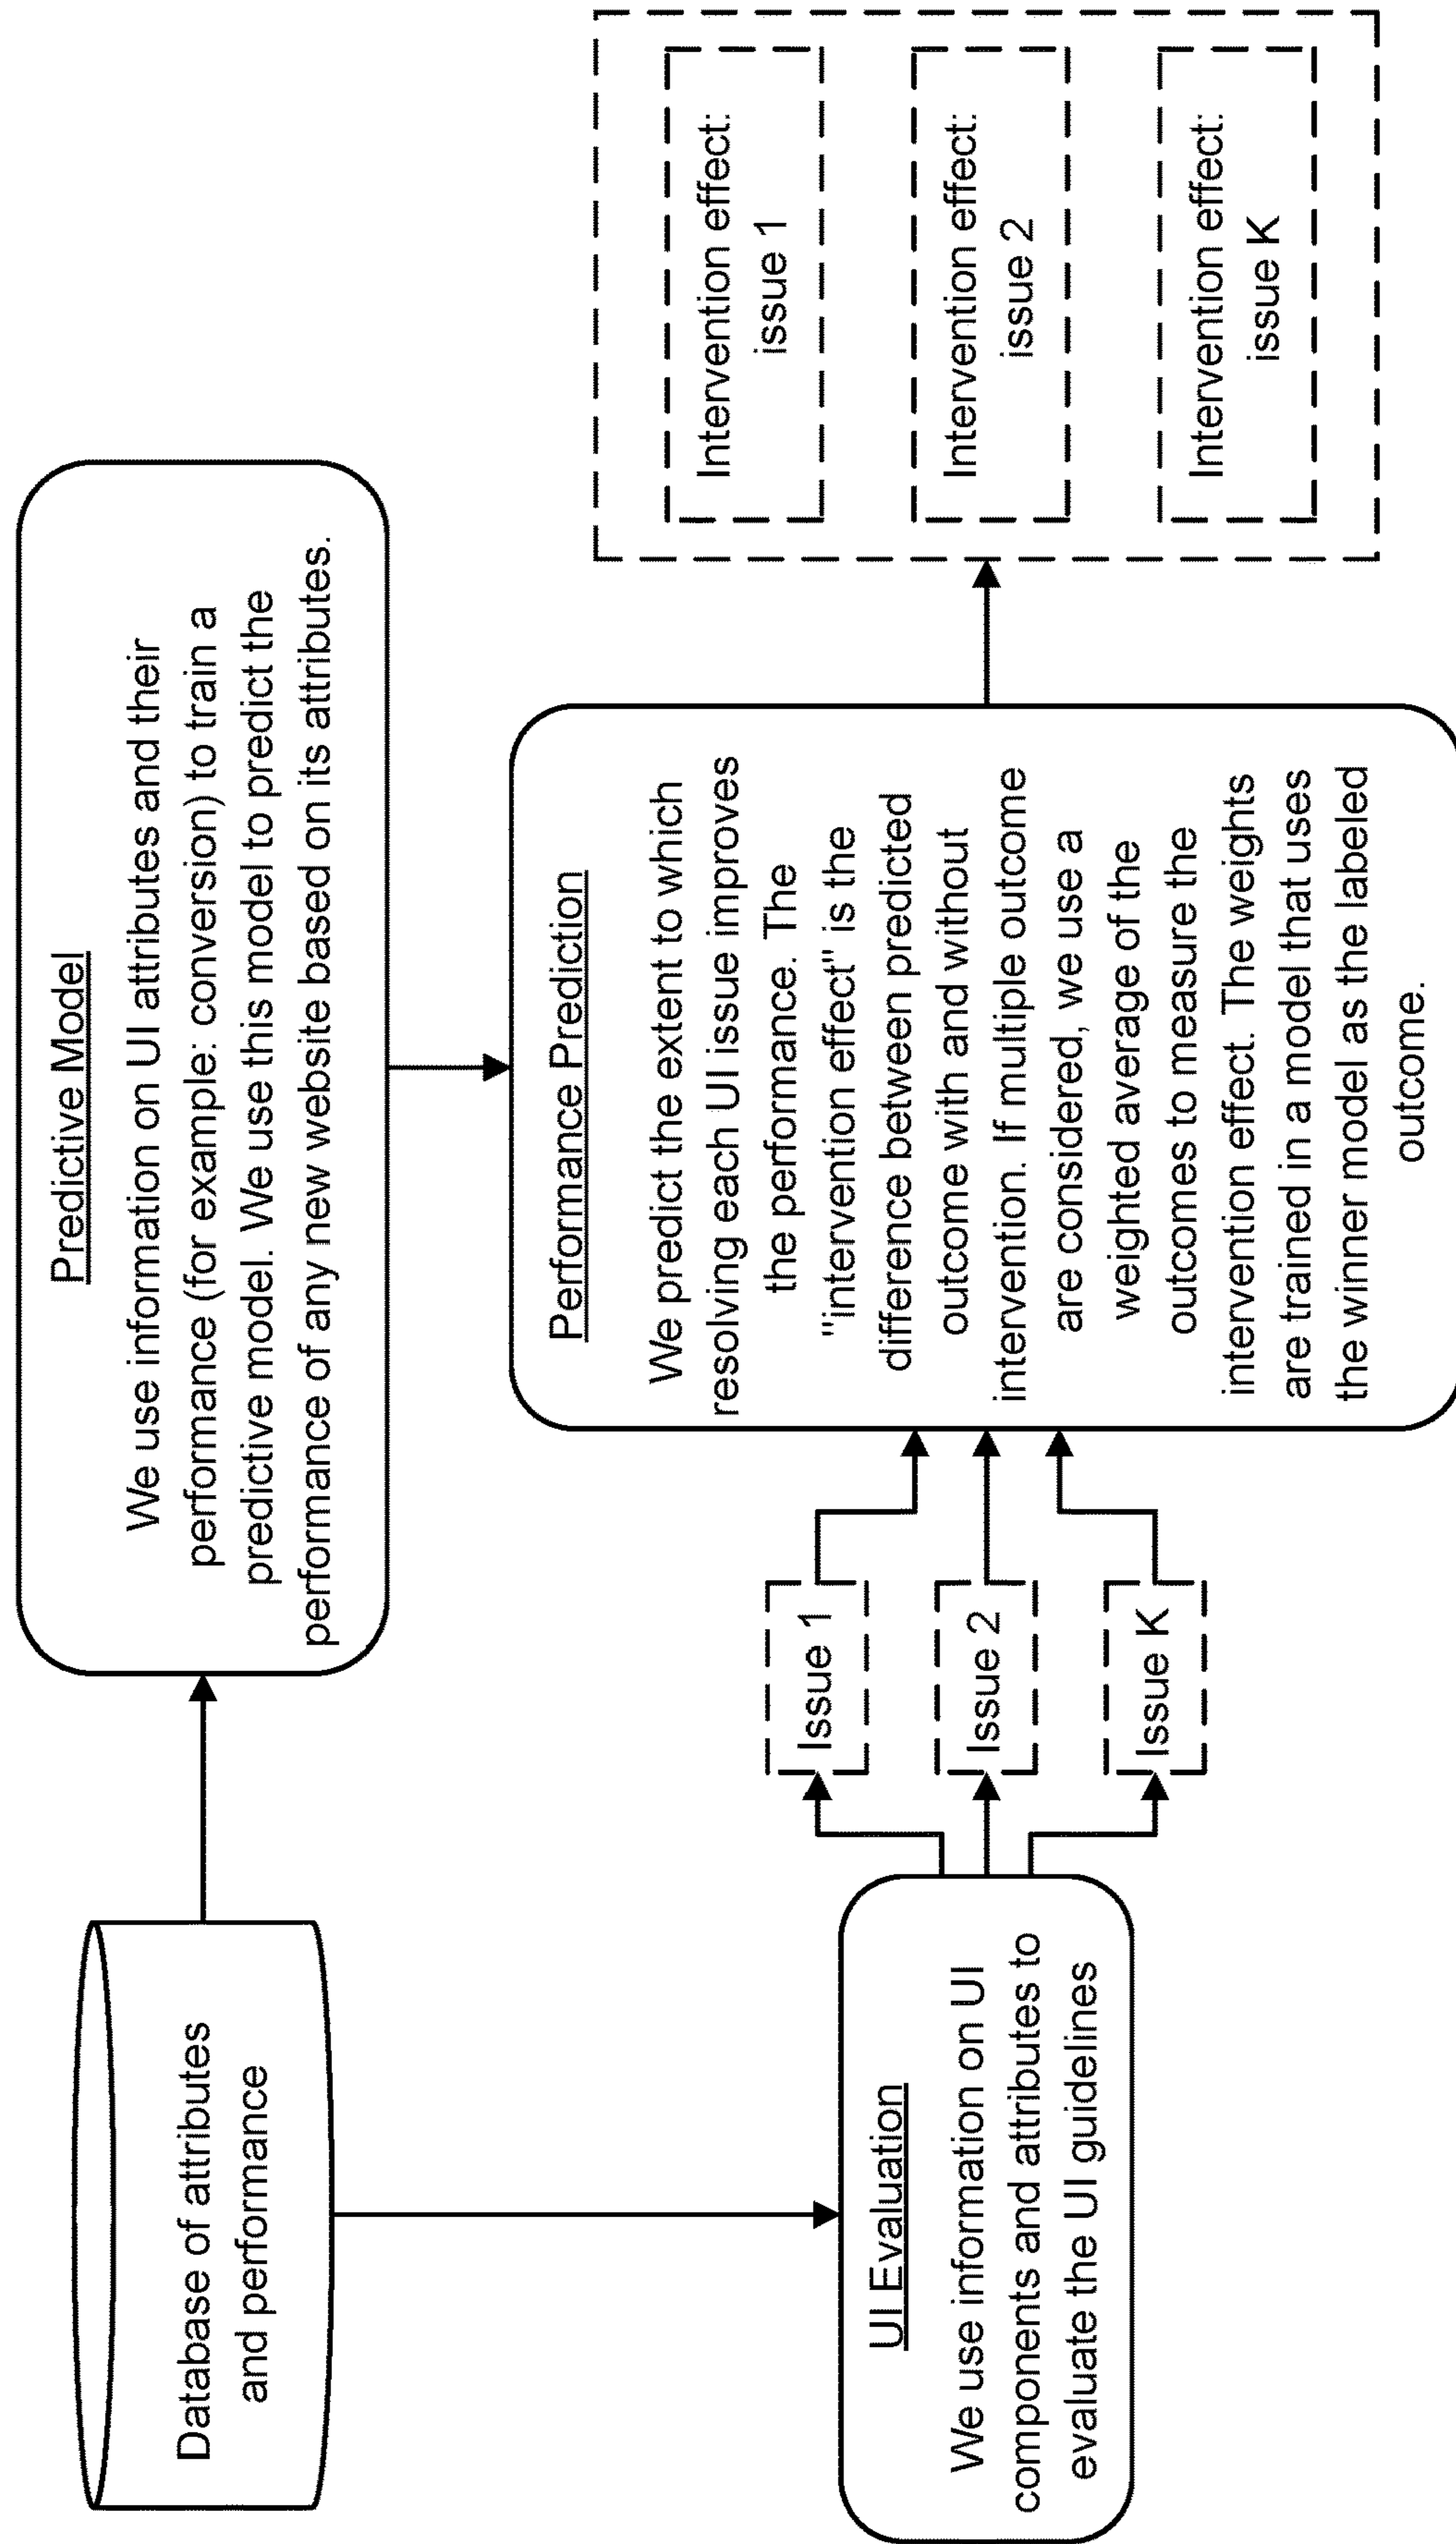 Database of attributes
and performance
Predictive Model
We use information on UI attributes and their
performance (for example: conversion) to train a
predictive model. We use this model to predict the
performance of any new website based on its attributes.
UI Evaluation
We use information on UI
components and attributes to
evaluate the UI guidelines
Issue 1
Issue 2
Issue K
Performance Prediction
We predict the extent to which
resolving each UI issue improves
the performance. The
"intervention effect" is the
difference between predicted
outcome with and without
intervention. If multiple outcome
are considered, we use a
weighted average of the
outcomes to measure the
intervention effect. The weights
are trained in a model that uses
the winner model as the labeled
outcome.
Intervention effect:
issue 1
Intervention effect:
issue 2
Intervention effect:
issue K